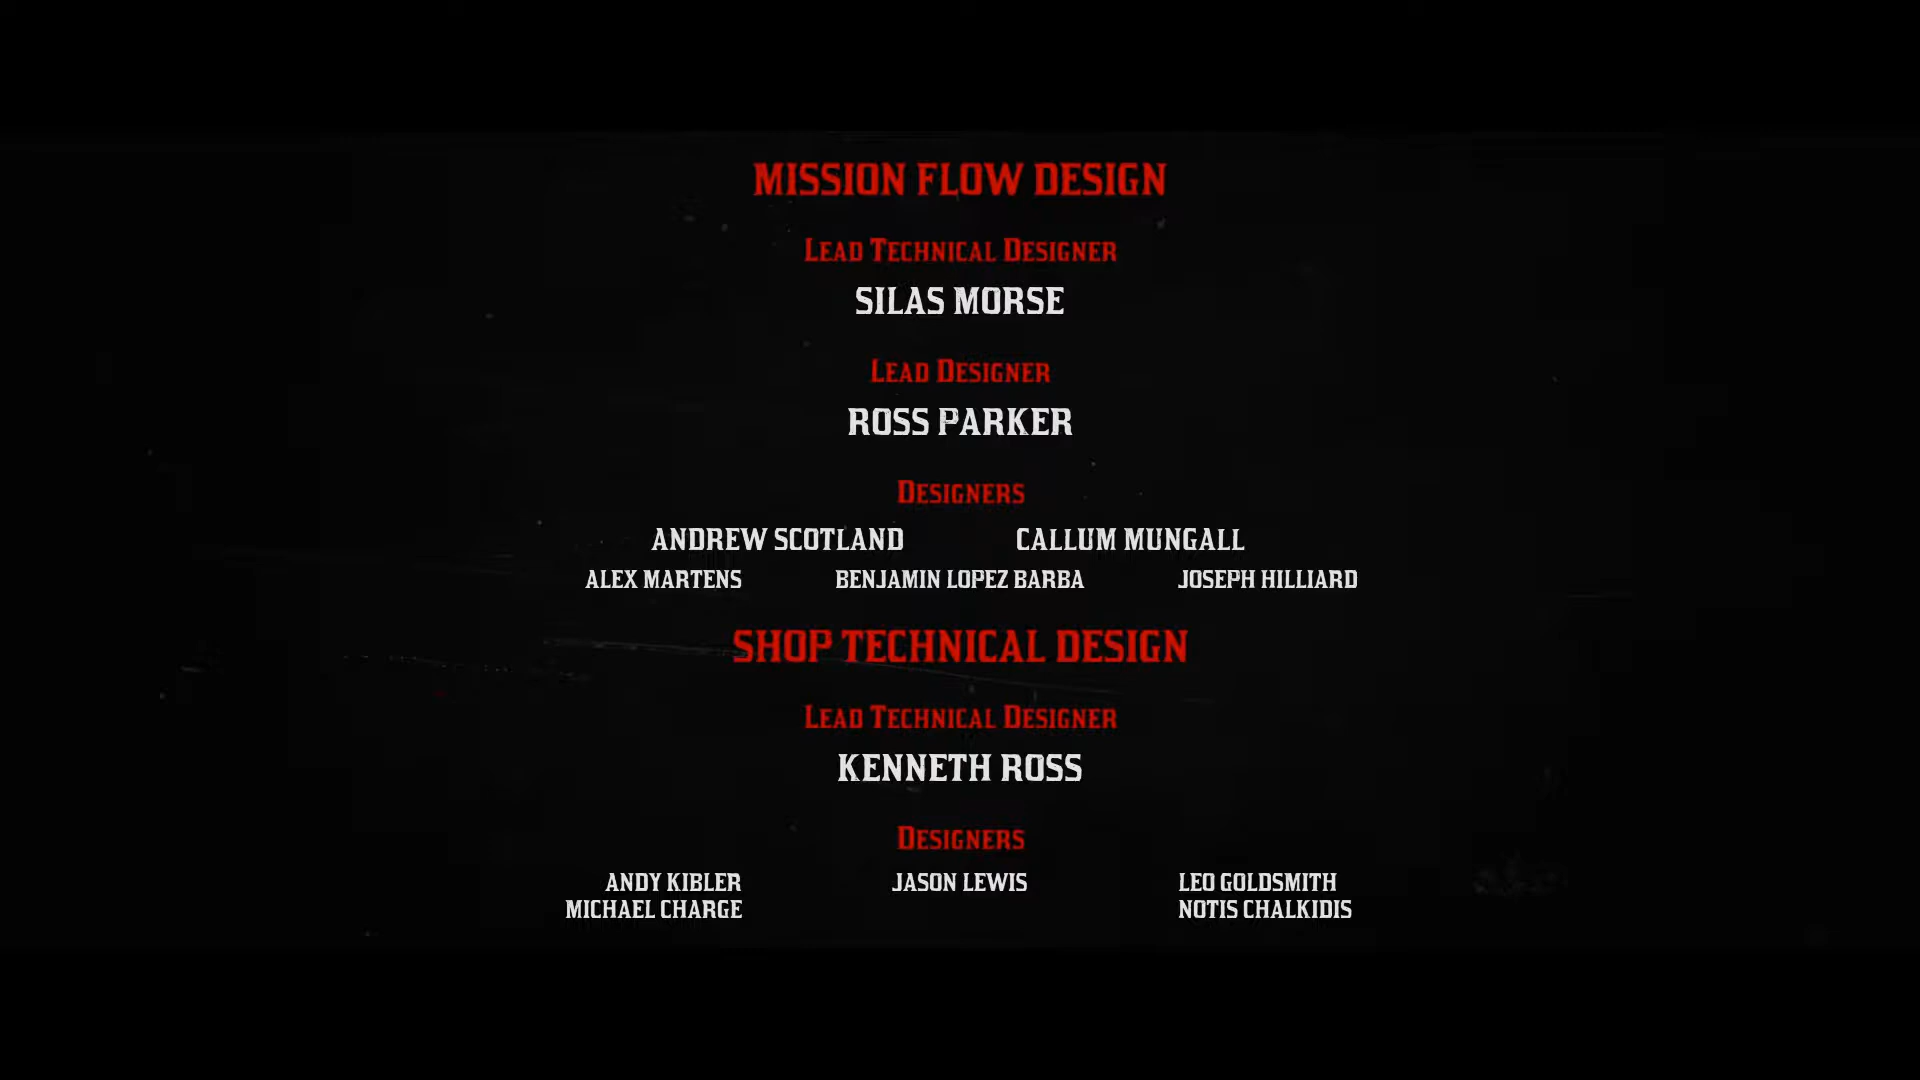 MISSION FLOW DESIGN
LEAD TECHNICAL DESIGNER
SILAS MORSE
LEAD DESIGNER
ROSS PARKER
DESIGNERS
ANDREW SCOTLAND CALLUM MUNGALL
ALEX MARTENS BENJAMIN LOPEZ BARBA JOSEPH HILLIARD
SHOP TECHNICAL DESIGN
LEAD TECHNICAL DESIGNER
KENNETH ROSS
DESIGNERS
ANDY KIBLER JASON LEWIS LEO GOLDSMITH
MICHAEL CHARGE NOTIS CHALKIDIS